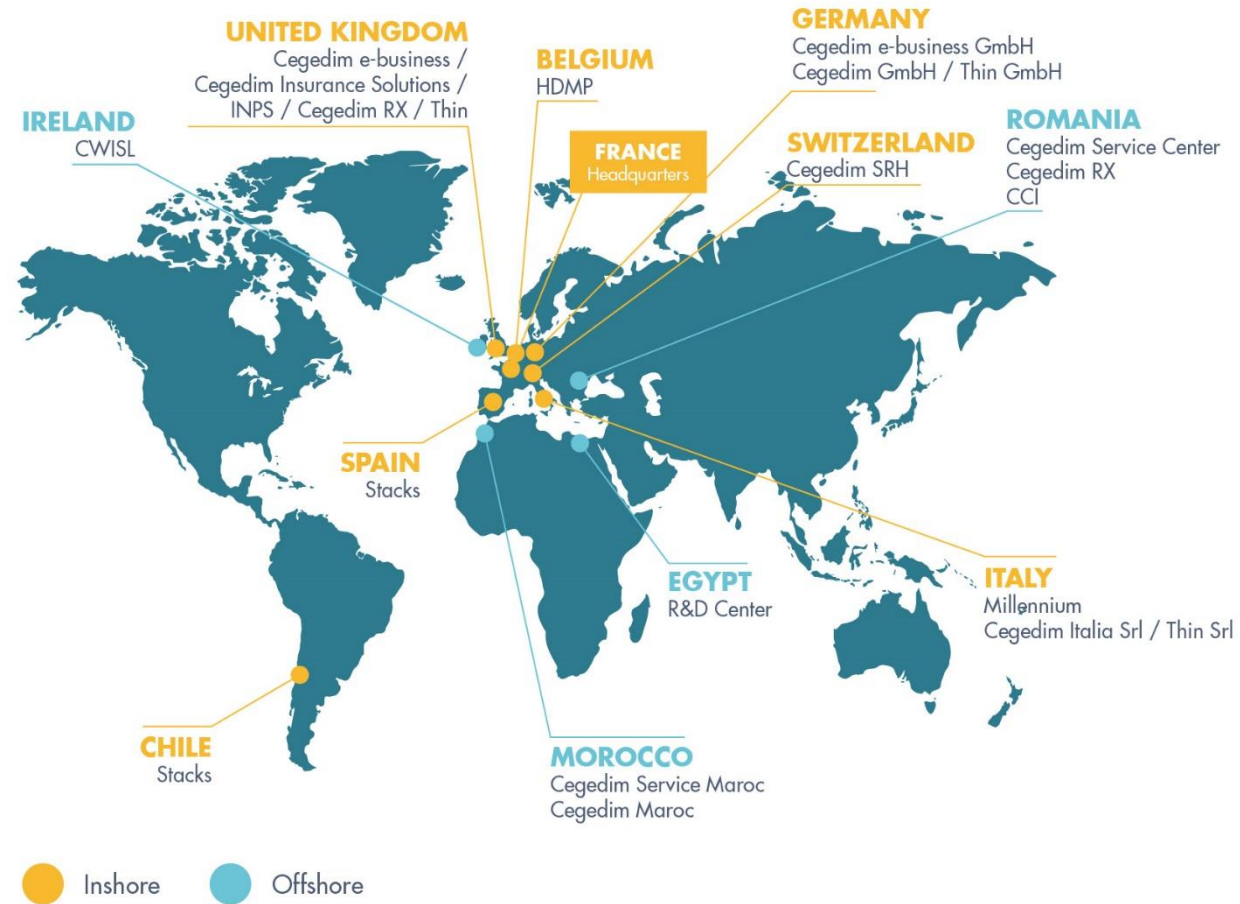 UNITED KINGDOM
Cegedim e-business /
Cegedim Insurance Solutions /
INPS / Cegedim RX / Thin
BELGIUM
HDMP
GERMANY
Cegedim e-business GmbH
Cegedim GmbH / Thin GmbH
IRELAND
CWISL
FRANCE
Headquarters
SWITZERLAND
Cegedim SRH
ROMANIA
Cegedim Service Center
Cegedim RX
CCI
SPAIN
Stacks
EGYPT
R&D Center
ITALY
Millennium
Cegedim Italia Srl / Thin Srl
CHILE
Stacks
MOROCCO
Cegedim Service Maroc
Cegedim Maroc
Inshore
Offshore